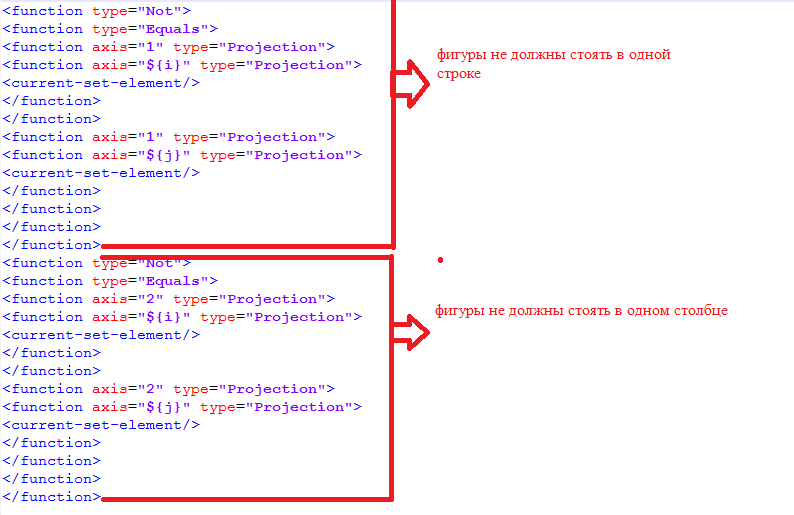 <function type="Not">
<function type="Equals">
<function axis="1" type="Projection">
<function axis="${i}" type="Projection">
<current-set-element/>
</function>
</function>
<function axis="1" type="Projection">
<function axis="${j}" type="Projection">
<current-set-element/>
</function>
</function>
</function>
</function>
фигуры не должны стоять в одной
строке
<function type="Not">
<function type="Equals">
<function axis="2" type="Projection">
<function axis="${i}" type="Projection">
<current-set-element/>
</function>
</function>
<function axis="2" type="Projection">
<function axis="${j}" type="Projection">
<current-set-element/>
</function>
</function>
</function>
</function>
фигуры не должны стоять в одном столбце